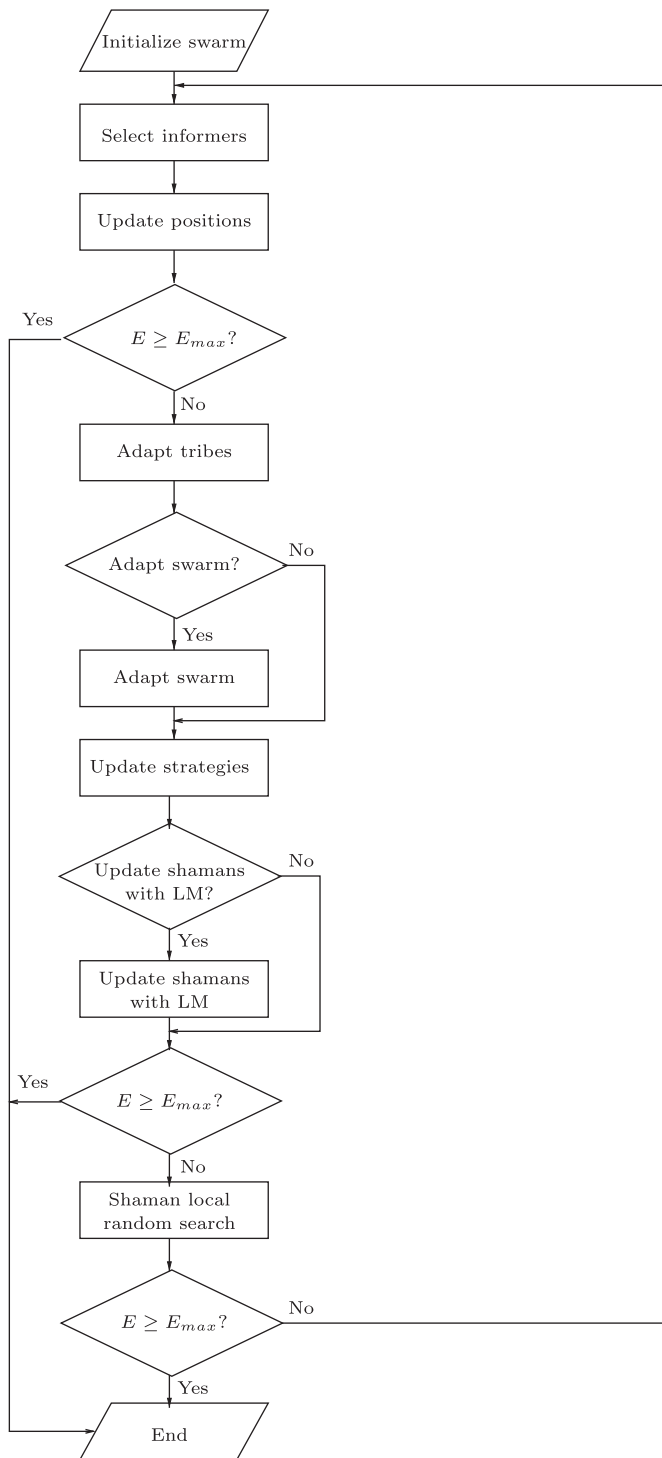 Initialize swarm
Select informers
Update positions
Yes
E ≥ E_max?
No
Adapt tribes
Adapt swarm?
No
Yes
Adapt swarm
Update strategies
Update shamans
with LM?
No
Yes
Update shamans
with LM
Yes
E ≥ E_max?
No
Shaman local
random search
E ≥ E_max?
No
Yes
End